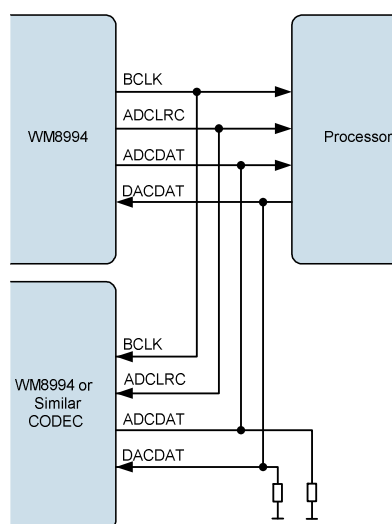 BCLK
ADCLRC
WM8994
Processor
ADCDAT
DACDAT
BCLK
ADCLRC
WM8994 or
Similar
CODEC
ADCDAT
DACDAT